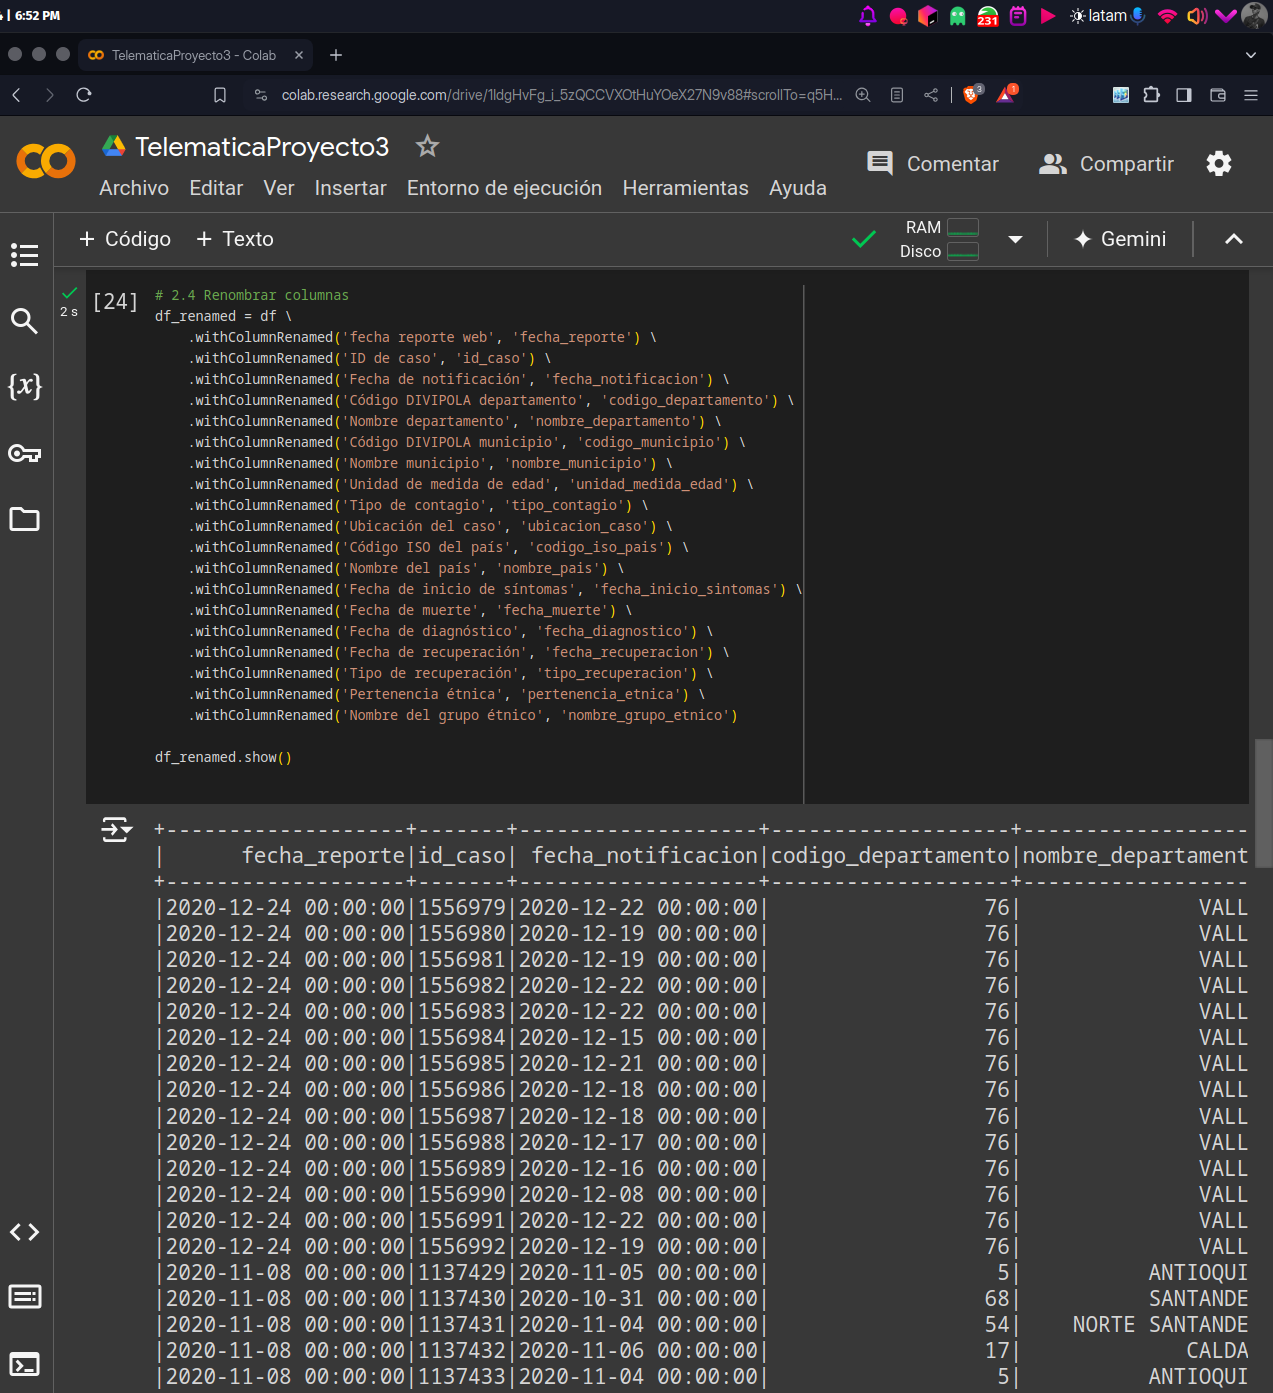 6:52 PM
231
latam
TelematicaProyecto3 - Colab
colab.research.google.com/drive/1ldgHvFg_i_5zQCCVXOtHuYOeX27N9v88#scrollTo=q5H...
3
1
TelematicaProyecto3
Comentar
Compartir
Archivo Editar Ver Insertar Entorno de ejecución Herramientas Ayuda
+ Código + Texto
RAM
Disco
Gemini
2 s
[24]
# 2.4 Renombrar columnas
df_renamed = df \
.withColumnRenamed('fecha reporte web', 'fecha_reporte') \
.withColumnRenamed('ID de caso', 'id_caso') \
.withColumnRenamed('Fecha de notificación', 'fecha_notificacion') \
.withColumnRenamed('Código DIVIPOLA departamento', 'codigo_departamento') \
.withColumnRenamed('Nombre departamento', 'nombre_departamento') \
.withColumnRenamed('Código DIVIPOLA municipio', 'codigo_municipio') \
.withColumnRenamed('Nombre municipio', 'nombre_municipio') \
.withColumnRenamed('Unidad de medida de edad', 'unidad_medida_edad') \
.withColumnRenamed('Tipo de contagio', 'tipo_contagio') \
.withColumnRenamed('Ubicación del caso', 'ubicacion_caso') \
.withColumnRenamed('Código ISO del país', 'codigo_iso_pais') \
.withColumnRenamed('Nombre del país', 'nombre_pais') \
.withColumnRenamed('Fecha de inicio de síntomas', 'fecha_inicio_sintomas') \
.withColumnRenamed('Fecha de muerte', 'fecha_muerte') \
.withColumnRenamed('Fecha de diagnóstico', 'fecha_diagnostico') \
.withColumnRenamed('Fecha de recuperación', 'fecha_recuperacion') \
.withColumnRenamed('Tipo de recuperación', 'tipo_recuperacion') \
.withColumnRenamed('Pertenencia étnica', 'pertenencia_etnica') \
.withColumnRenamed('Nombre del grupo étnico', 'nombre_grupo_etnico')
df_renamed.show()
+-------------------+-------+-------------------+-------------------+------------------
|      fecha_reporte|id_caso| fecha_notificacion|codigo_departamento|nombre_departament
+-------------------+-------+-------------------+-------------------+------------------
|2020-12-24 00:00:00|1556979|2020-12-22 00:00:00|                 76|              VALL
|2020-12-24 00:00:00|1556980|2020-12-19 00:00:00|                 76|              VALL
|2020-12-24 00:00:00|1556981|2020-12-19 00:00:00|                 76|              VALL
|2020-12-24 00:00:00|1556982|2020-12-22 00:00:00|                 76|              VALL
|2020-12-24 00:00:00|1556983|2020-12-22 00:00:00|                 76|              VALL
|2020-12-24 00:00:00|1556984|2020-12-15 00:00:00|                 76|              VALL
|2020-12-24 00:00:00|1556985|2020-12-21 00:00:00|                 76|              VALL
|2020-12-24 00:00:00|1556986|2020-12-18 00:00:00|                 76|              VALL
|2020-12-24 00:00:00|1556987|2020-12-18 00:00:00|                 76|              VALL
|2020-12-24 00:00:00|1556988|2020-12-17 00:00:00|                 76|              VALL
|2020-12-24 00:00:00|1556989|2020-12-16 00:00:00|                 76|              VALL
|2020-12-24 00:00:00|1556990|2020-12-08 00:00:00|                 76|              VALL
|2020-12-24 00:00:00|1556991|2020-12-22 00:00:00|                 76|              VALL
|2020-12-24 00:00:00|1556992|2020-12-19 00:00:00|                 76|              VALL
|2020-11-08 00:00:00|1137429|2020-11-05 00:00:00|                  5|          ANTIOQUI
|2020-11-08 00:00:00|1137430|2020-10-31 00:00:00|                 68|          SANTANDE
|2020-11-08 00:00:00|1137431|2020-11-04 00:00:00|                 54|    NORTE SANTANDE
|2020-11-08 00:00:00|1137432|2020-11-06 00:00:00|                 17|             CALDA
|2020-11-08 00:00:00|1137433|2020-11-04 00:00:00|                  5|          ANTIOQUI